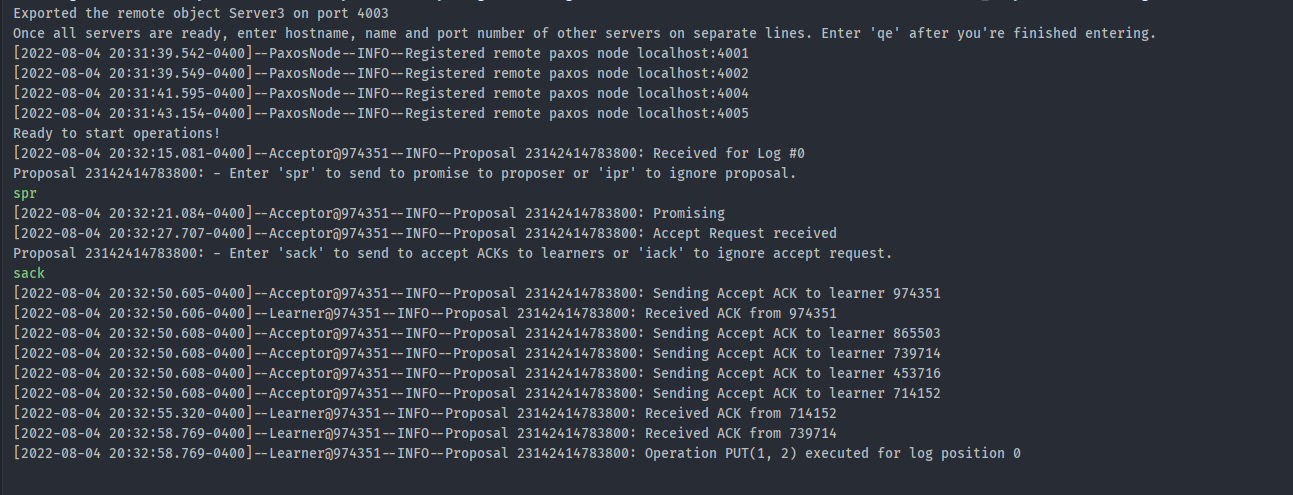 Exported the remote object Server3 on port 4003
Once all servers are ready, enter hostname, name and port number of other servers on separate lines. Enter 'qe' after you're finished entering.
[2022-08-04 20:31:39.542-0400]--PaxosNode--INFO--Registered remote paxos node localhost:4001
[2022-08-04 20:31:39.549-0400]--PaxosNode--INFO--Registered remote paxos node localhost:4002
[2022-08-04 20:31:41.595-0400]--PaxosNode--INFO--Registered remote paxos node localhost:4004
[2022-08-04 20:31:43.154-0400]--PaxosNode--INFO--Registered remote paxos node localhost:4005
Ready to start operations!
[2022-08-04 20:32:15.081-0400]--Acceptor@974351--INFO--Proposal 23142414783800: Received for Log #0
Proposal 23142414783800: - Enter 'spr' to send to promise to proposer or 'ipr' to ignore proposal.
spr
[2022-08-04 20:32:21.084-0400]--Acceptor@974351--INFO--Proposal 23142414783800: Promising
[2022-08-04 20:32:27.707-0400]--Acceptor@974351--INFO--Proposal 23142414783800: Accept Request received
Proposal 23142414783800: - Enter 'sack' to send to accept ACKs to learners or 'iack' to ignore accept request.
sack
[2022-08-04 20:32:50.605-0400]--Acceptor@974351--INFO--Proposal 23142414783800: Sending Accept ACK to learner 974351
[2022-08-04 20:32:50.606-0400]--Learner@974351--INFO--Proposal 23142414783800: Received ACK from 974351
[2022-08-04 20:32:50.608-0400]--Acceptor@974351--INFO--Proposal 23142414783800: Sending Accept ACK to learner 865503
[2022-08-04 20:32:50.608-0400]--Acceptor@974351--INFO--Proposal 23142414783800: Sending Accept ACK to learner 739714
[2022-08-04 20:32:50.608-0400]--Acceptor@974351--INFO--Proposal 23142414783800: Sending Accept ACK to learner 453716
[2022-08-04 20:32:50.608-0400]--Acceptor@974351--INFO--Proposal 23142414783800: Sending Accept ACK to learner 714152
[2022-08-04 20:32:55.320-0400]--Learner@974351--INFO--Proposal 23142414783800: Received ACK from 714152
[2022-08-04 20:32:58.769-0400]--Learner@974351--INFO--Proposal 23142414783800: Received ACK from 739714
[2022-08-04 20:32:58.769-0400]--Learner@974351--INFO--Proposal 23142414783800: Operation PUT(1, 2) executed for log position 0